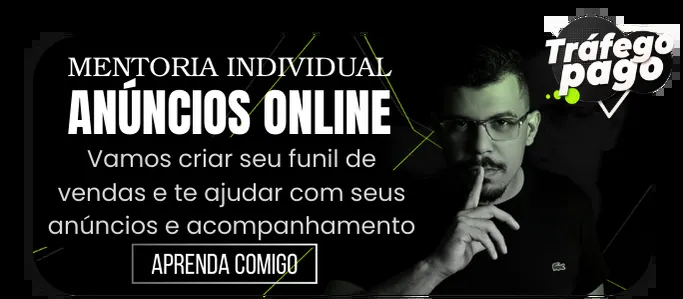 Tráfego
pago
MENTORIA INDIVIDUAL
ANÚNCIOS ONLINE
Vamos criar seu funil de
vendas e te ajudar com seus
anúncios e acompanhamento
APRENDA COMIGO